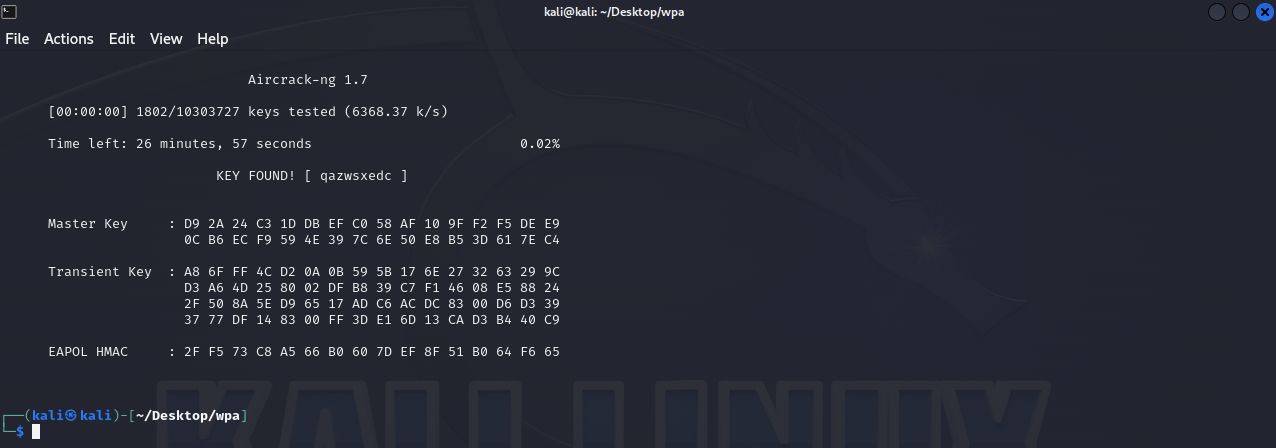 kali@kali: ~/Desktop/wpa
File Actions Edit View Help
Aircrack-ng 1.7
[00:00:00] 1802/10303727 keys tested (6368.37 k/s)
Time left: 26 minutes, 57 seconds 0.02%
KEY FOUND! [ qazwsxedc ]
Master Key : D9 2A 24 C3 1D DB EF C0 58 AF 10 9F F2 F5 DE E9
0C B6 EC F9 59 4E 39 7C 6E 50 E8 B5 3D 61 7E C4
Transient Key : A8 6F FF 4C D2 0A 0B 59 5B 17 6E 27 32 63 29 9C
D3 A6 4D 25 80 02 DF B8 39 C7 F1 46 08 E5 88 24
2F 50 8A 5E D9 65 17 AD C6 AC DC 83 00 D6 D3 39
37 77 DF 14 83 00 FF 3D E1 6D 13 CA D3 B4 40 C9
EAPOL HMAC : 2F F5 73 C8 A5 66 B0 60 7D EF 8F 51 B0 64 F6 65
KALI LINUX
┌──(kali㉿kali)-[~/Desktop/wpa]
└─$